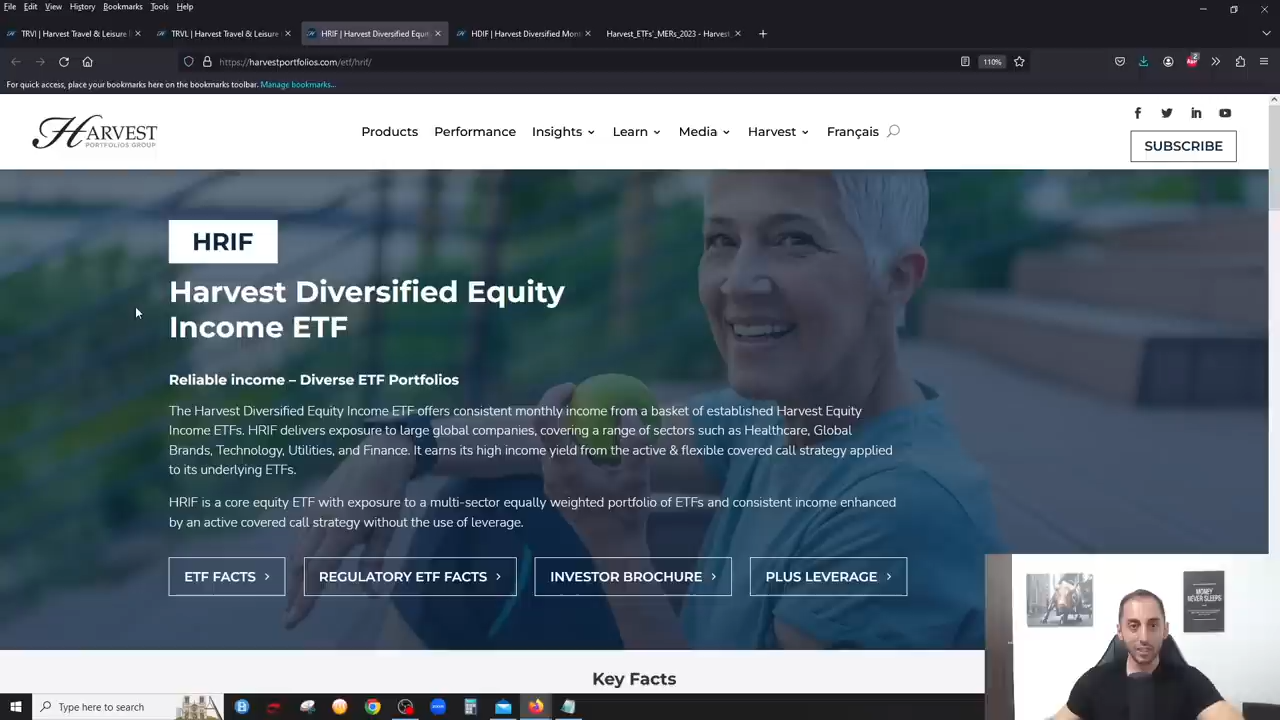 File Edit View History Bookmarks Tools Help
TRVI | Harvest Travel & Leisure I
TRVL | Harvest Travel & Leisure
HRIF | Harvest Diversified Equi
HDIF | Harvest Diversified Mon
Harvest_ETFs'_MERs_2023 - Harves
https://harvestportfolios.com/etf/hrif/
110%
For quick access, place your bookmarks here on the bookmarks toolbar. Manage bookmarks...
HARVEST
PORTFOLIOS GROUP
Products Performance Insights Learn Media Harvest Français
SUBSCRIBE
HRIF
Harvest Diversified Equity
Income ETF
Reliable income – Diverse ETF Portfolios
The Harvest Diversified Equity Income ETF offers consistent monthly income from a basket of established Harvest Equity
Income ETFs. HRIF delivers exposure to large global companies, covering a range of sectors such as Healthcare, Global
Brands, Technology, Utilities, and Finance. It earns its high income yield from the active & flexible covered call strategy applied
to its underlying ETFs.
HRIF is a core equity ETF with exposure to a multi-sector equally weighted portfolio of ETFs and consistent income enhanced
by an active covered call strategy without the use of leverage.
ETF FACTS
REGULATORY ETF FACTS
INVESTOR BROCHURE
PLUS LEVERAGE
Key Facts
MONEY
NEVER SLEEPS
Type here to search